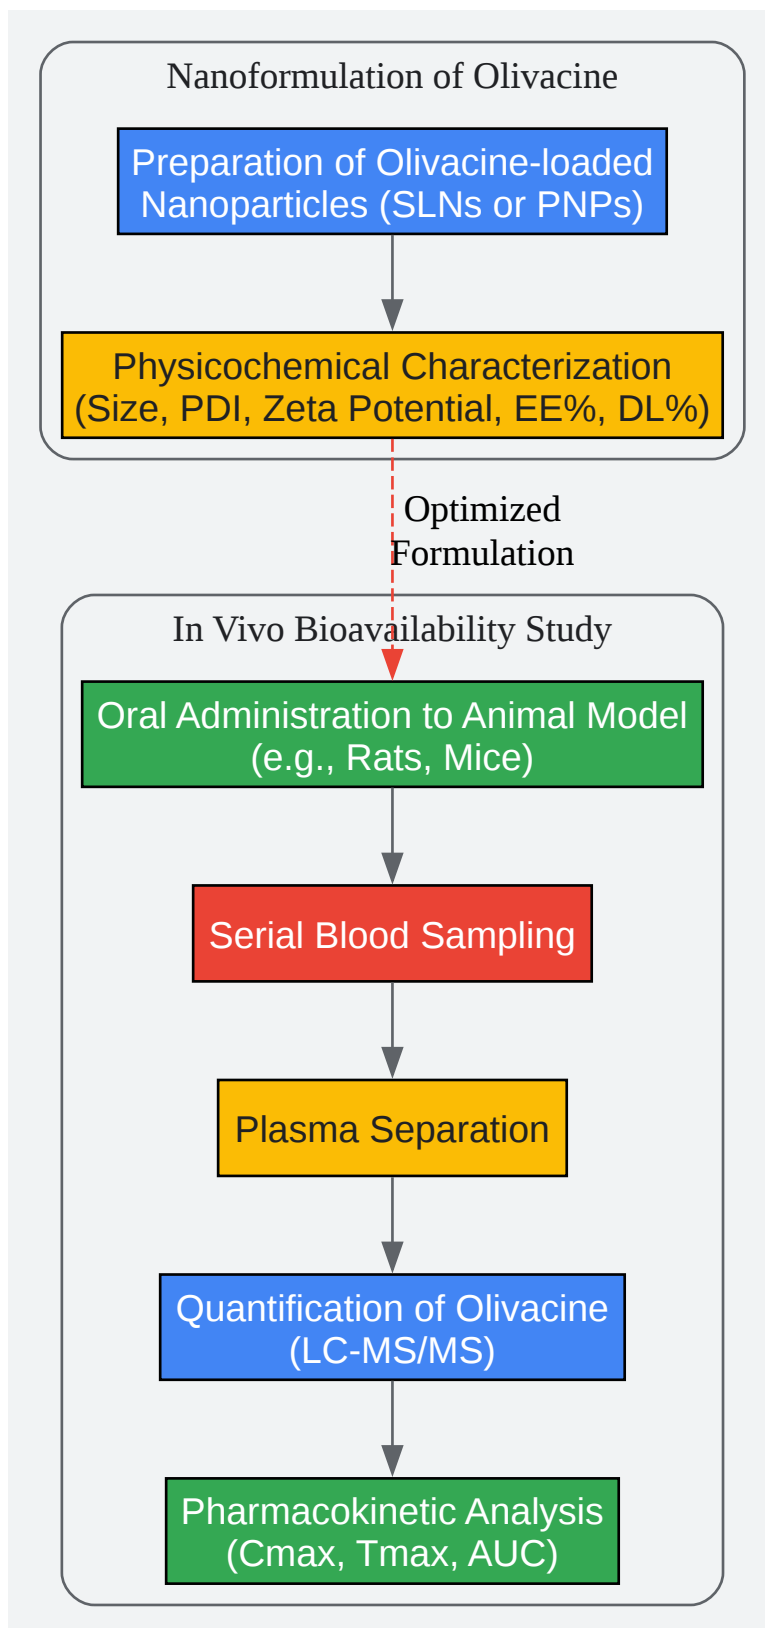 Nanoformulation of Olivacine
Preparation of Olivacine-loaded
Nanoparticles (SLNs or PNPs)
Physicochemical Characterization
(Size, PDI, Zeta Potential, EE%, DL%)
Optimized
Formulation
In Vivo Bioavailability Study
Oral Administration to Animal Model
(e.g., Rats, Mice)
Serial Blood Sampling
Plasma Separation
Quantification of Olivacine
(LC-MS/MS)
Pharmacokinetic Analysis
(Cmax, Tmax, AUC)